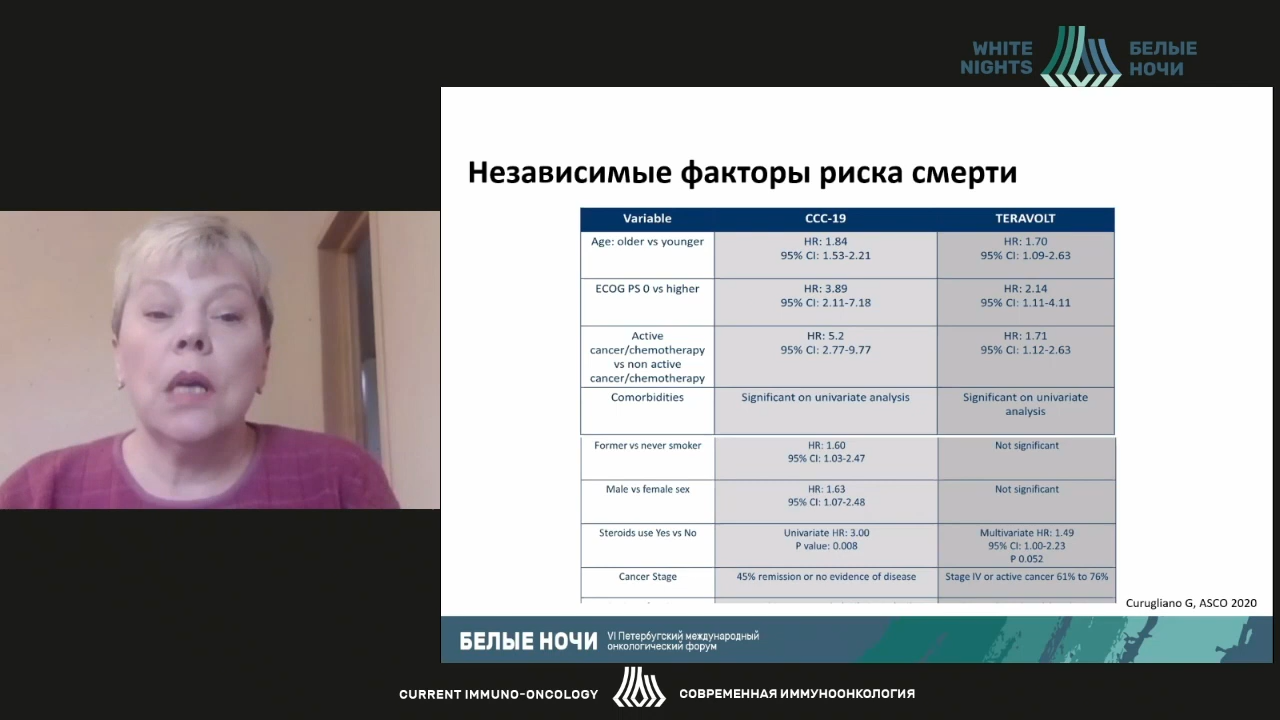 WHITE
NIGHTS
БЕЛЫЕ
НОЧИ
Независимые факторы риска смерти
Variable CCC-19 TERAVOLT
Age: older vs younger HR: 1.84 HR: 1.70
95% CI: 1.53-2.21 95% CI: 1.09-2.63
ECOG PS 0 vs higher HR: 3.89 HR: 2.14
95% CI: 2.11-7.18 95% CI: 1.11-4.11
Active HR: 5.2 HR: 1.71
cancer/chemotherapy 95% CI: 2.77-9.77 95% CI: 1.12-2.63
vs non active
cancer/chemotherapy
Comorbidities Significant on univariate analysis Significant on univariate
analysis
Former vs never smoker HR: 1.60 Not significant
95% CI: 1.03-2.47
Male vs female sex HR: 1.63 Not significant
95% CI: 1.07-2.48
Steroids use Yes vs No Univariate HR: 3.00 Multivariate HR: 1.49
P value: 0.008 95% CI: 1.00-2.23
P 0.052
Cancer Stage 45% remission or no evidence of disease Stage IV or active cancer 61% to 76%
Curugliano G, ASCO 2020
БЕЛЫЕ НОЧИ VI Петербургский международный
онкологический форум
CURRENT IMMUNO-ONCOLOGY СОВРЕМЕННАЯ ИММУНООНКОЛОГИЯ